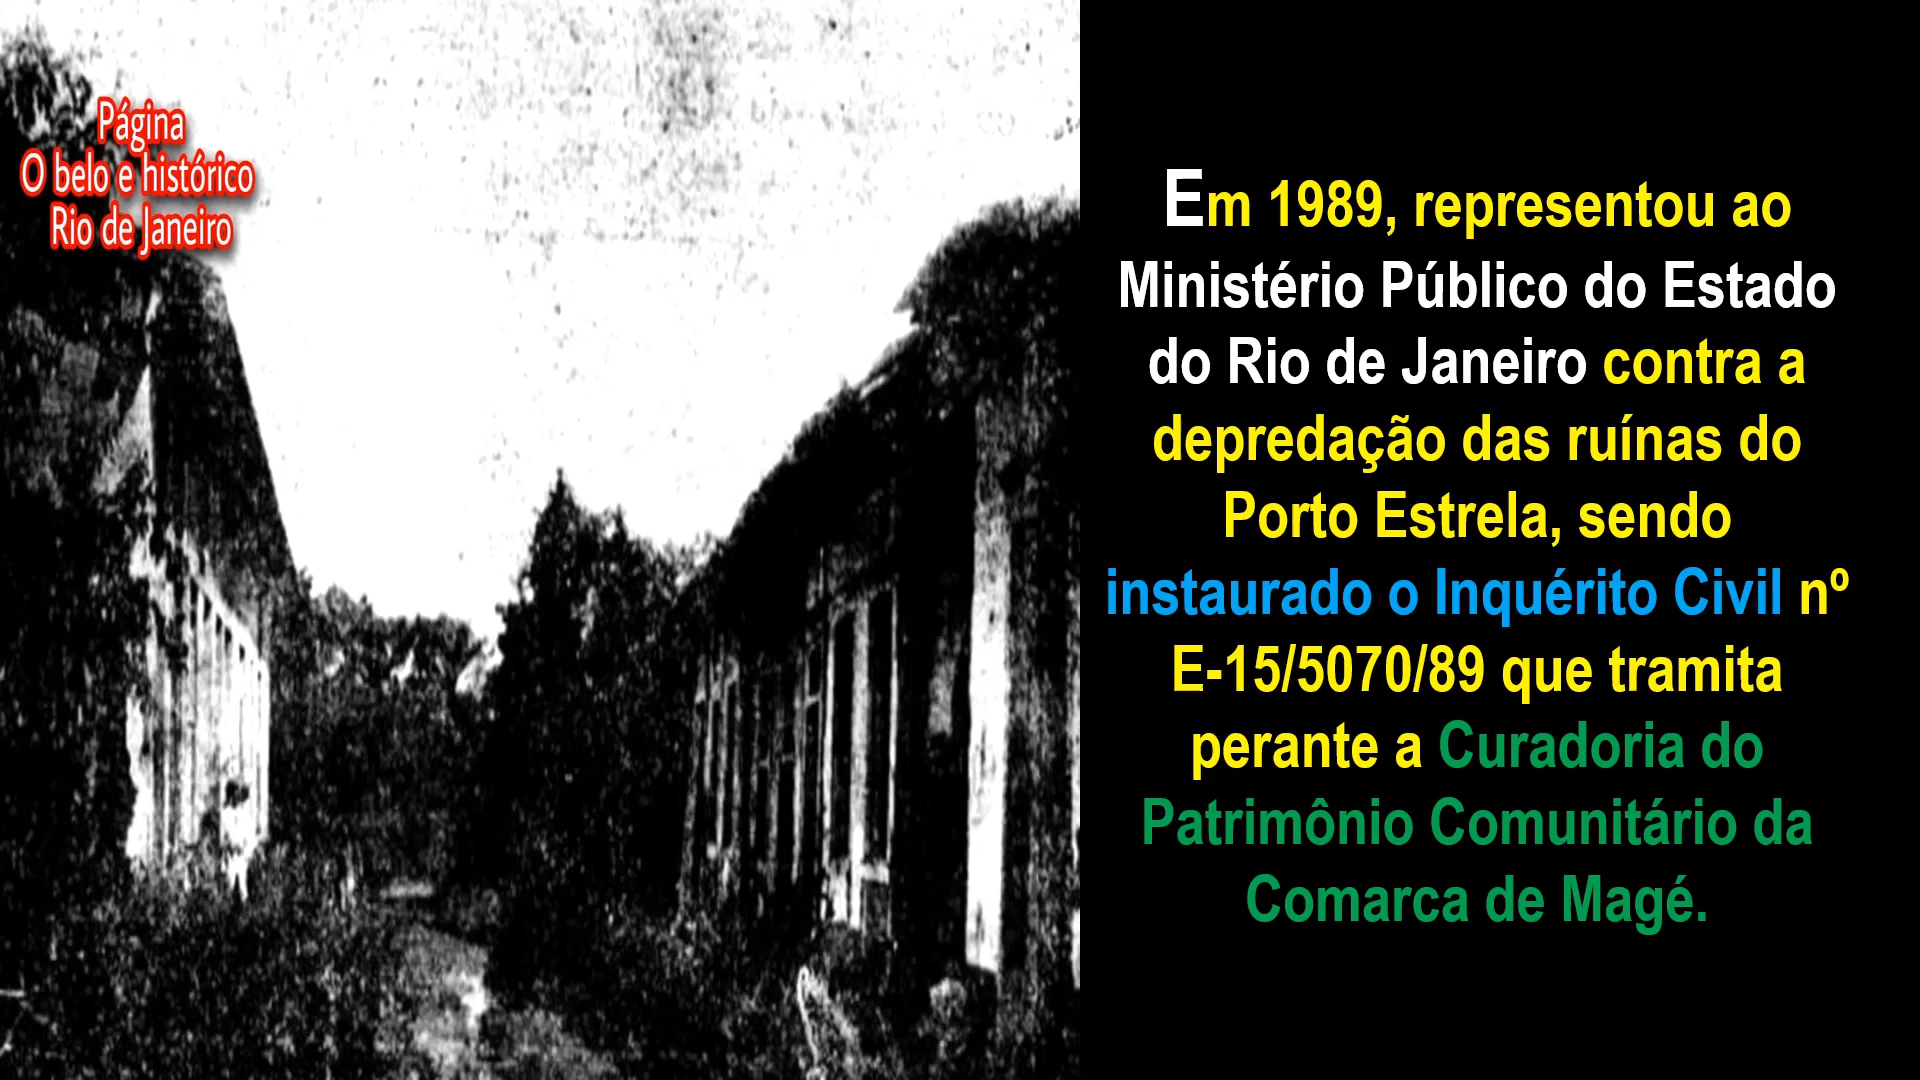 Página
O belo e histórico
Rio de Janeiro
Em 1989, representou ao
Ministério Público do Estado
do Rio de Janeiro contra a
depredação das ruínas do
Porto Estrela, sendo
instaurado o Inquérito Civil nº
E-15/5070/89 que tramita
perante a Curadoria do
Patrimônio Comunitário da
Comarca de Magé.